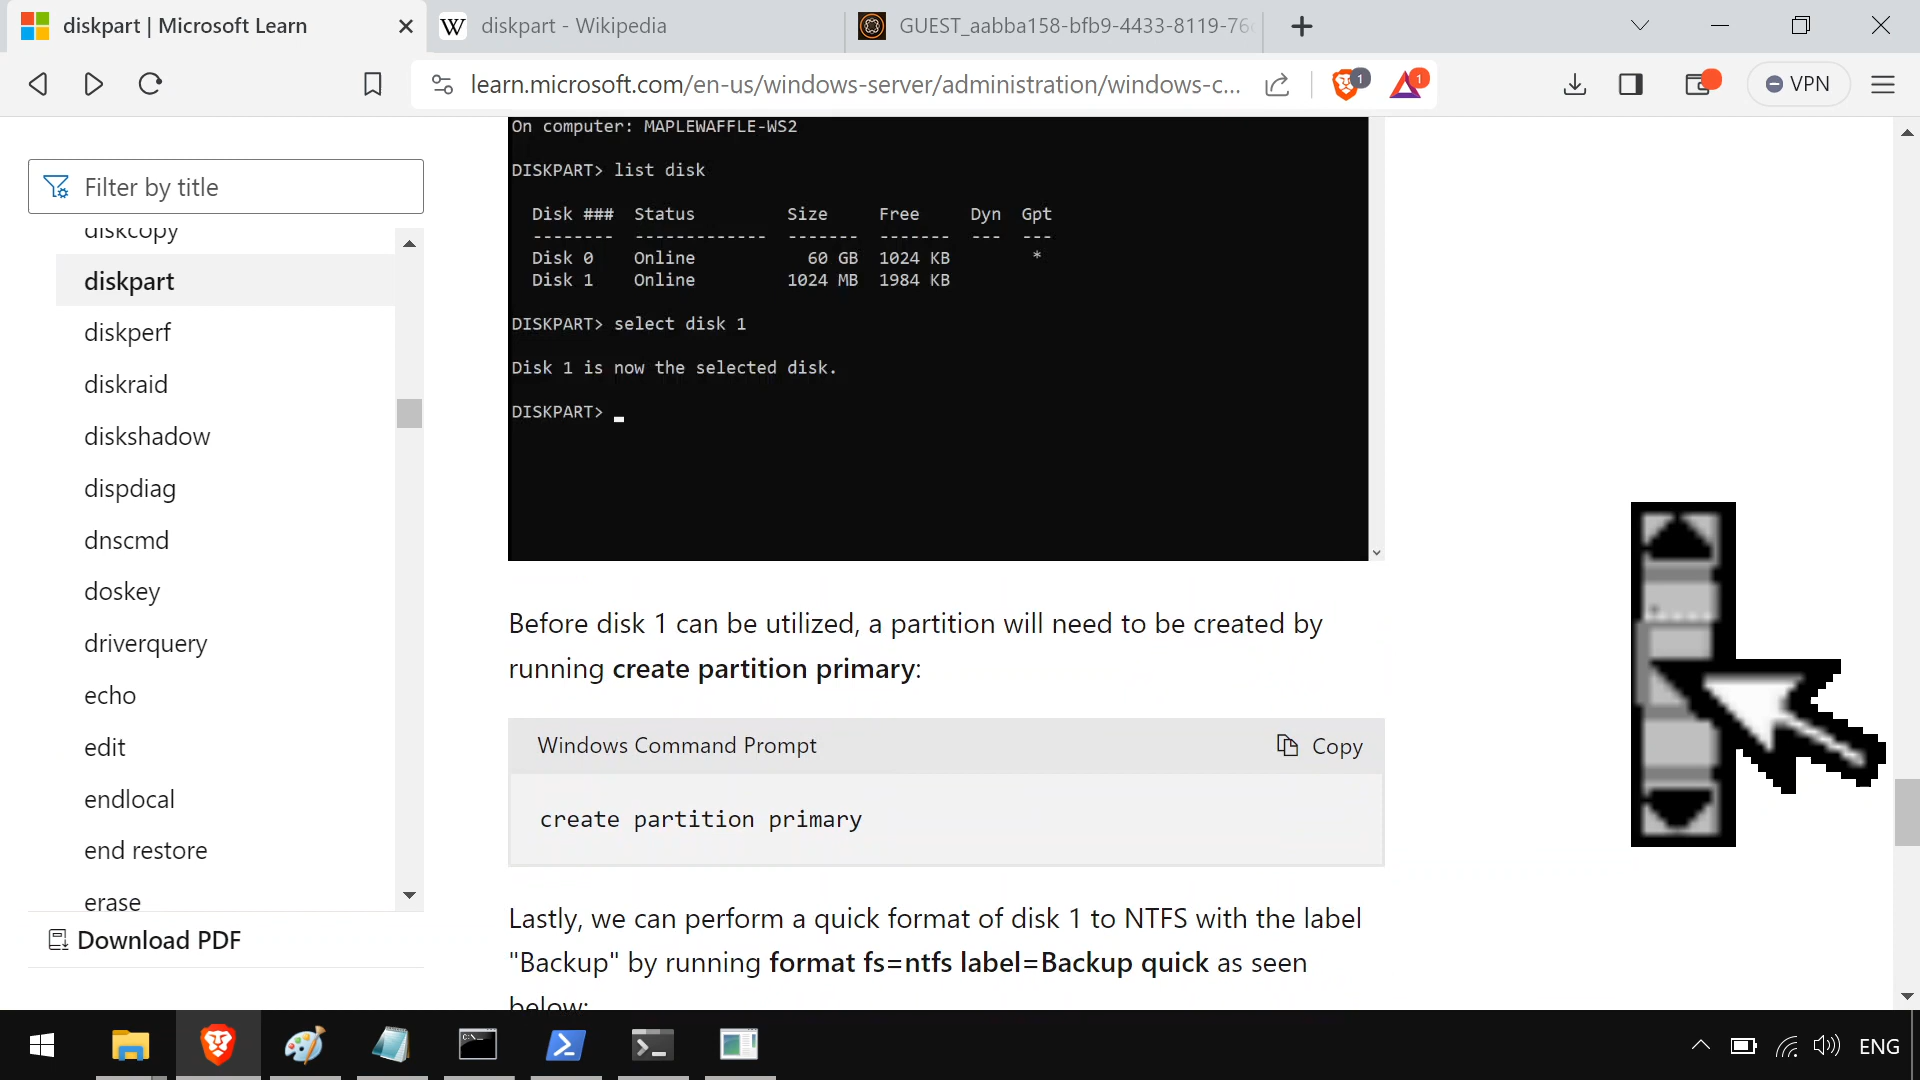 diskpart | Microsoft Learn
diskpart - Wikipedia
GUEST_aabba158-bfb9-4433-8119-76
learn.microsoft.com/en-us/windows-server/administration/windows-c...
1
1
VPN
Filter by title
diskcopy
diskpart
diskperf
diskraid
diskshadow
dispdiag
dnscmd
doskey
driverquery
echo
edit
endlocal
end restore
erase
Download PDF
On computer: MAPLEWAFFLE-WS2
DISKPART> list disk
Disk ### Status Size Free Dyn Gpt
-------- ------------- ------- ------- --- ---
Disk 0 Online 60 GB 1024 KB *
Disk 1 Online 1024 MB 1984 KB
DISKPART> select disk 1
Disk 1 is now the selected disk.
DISKPART> _
Before disk 1 can be utilized, a partition will need to be created by
running create partition primary:
Windows Command Prompt
Copy
create partition primary
Lastly, we can perform a quick format of disk 1 to NTFS with the label
"Backup" by running format fs=ntfs label=Backup quick as seen
below:
ENG